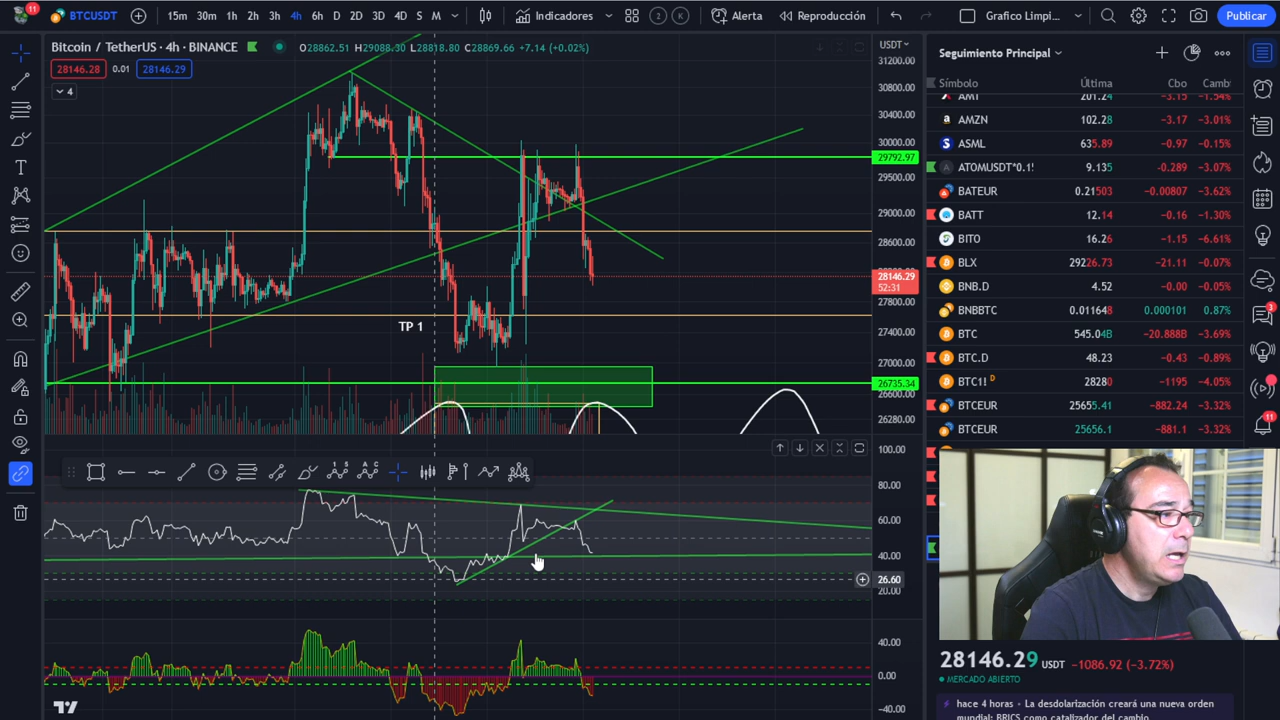 11
BTCUSDT
15m 30m 1h 2h 3h 4h 6h D 2D 3D 4D S M
Indicadores
2 K
Alerta
Reproducción
Grafico Limpi...
Publicar
Bitcoin / TetherUS · 4h · BINANCE
O28862.51 H29088.30 L28818.80 C28869.66 +7.14 (+0.02%)
28146.28 0.01 28146.29
4
USDT
31200.00
30800.00
30400.00
30000.00
29792.97
29500.00
29000.00
28600.00
28146.29
52:31
27800.00
27400.00
27000.00
26735.34
26600.00
26280.00
TP 1
100.00
80.00
60.00
40.00
26.60
20.00
40.00
0.00
−40.00
Seguimiento Principal
Símbolo Última Cbo Camb
AMT 201.24 −3.15 −1.54%
AMZN 102.28 −3.17 −3.01%
ASML 635.89 −0.97 −0.15%
ATOMUSDT*0.1! 9.135 −0.289 −3.07%
BATEUR 0.21503 −0.00807 −3.62%
BATT 12.14 −0.16 −1.30%
BITO 16.26 −1.15 −6.61%
BLX 29226.73 −21.11 −0.07%
BNB.D 4.52 −0.00 −0.05%
BNBBTC 0.011648 0.000101 0.87%
BTC 545.04B −20.888B −3.69%
BTC.D 48.23 −0.43 −0.89%
BTC1! D 28280 −1195 −4.05%
BTCEUR 25655.41 −882.24 −3.32%
BTCEUR 25656.1 −881.1 −3.32%
3
11
28146.29 USDT −1086.92 (−3.72%)
MERCADO ABIERTO
hace 4 horas · La desdolarización creará una nueva orden
mundial: BRICS como catalizador del cambio